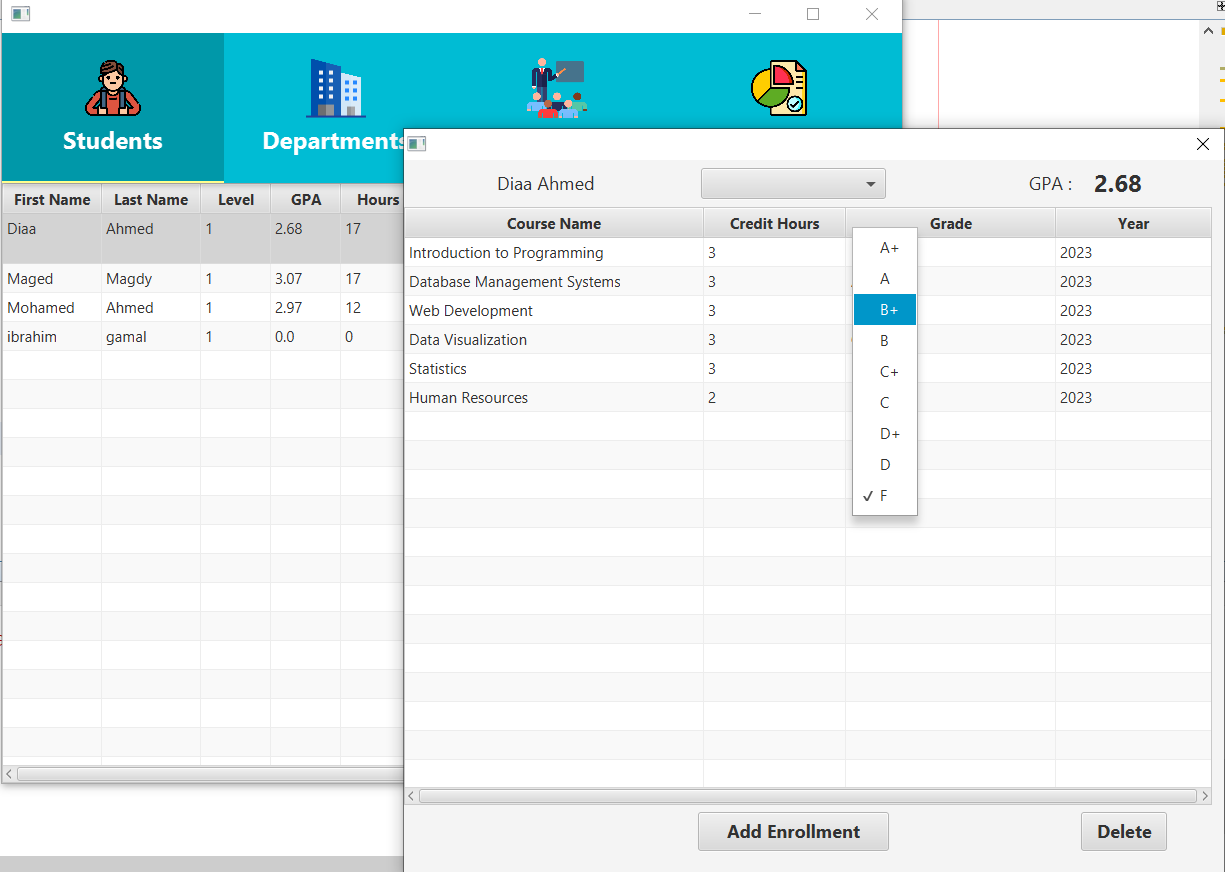 Students
Departments
First Name Last Name Level GPA Hours
Diaa Ahmed 1 2.68 17
Maged Magdy 1 3.07 17
Mohamed Ahmed 1 2.97 12
ibrahim gamal 1 0.0 0
Diaa Ahmed GPA : 2.68
Course Name Credit Hours Grade Year
Introduction to Programming 3 2023
Database Management Systems 3 2023
Web Development 3 2023
Data Visualization 3 2023
Statistics 3 2023
Human Resources 2 2023
A+
A
B+
B
C+
C
D+
D
✓ F
Add Enrollment Delete